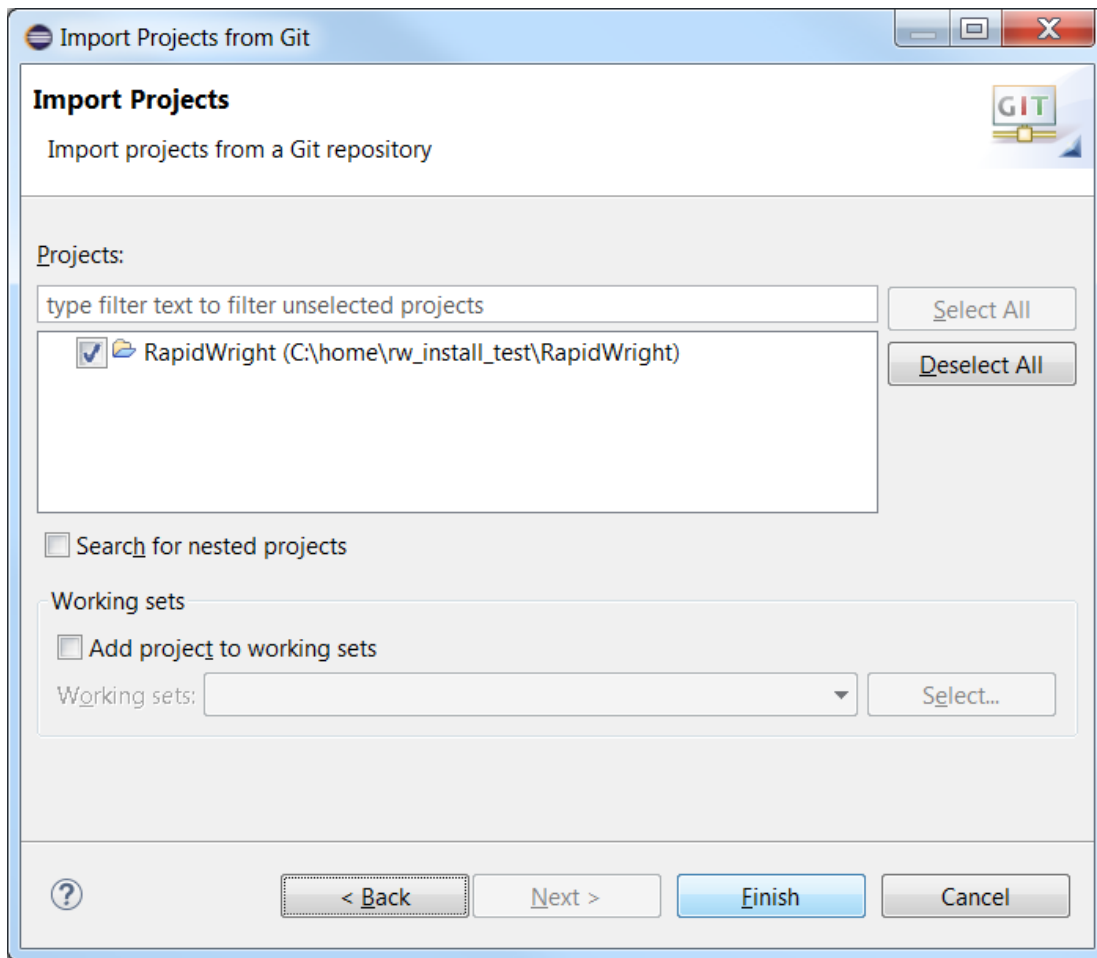 Import Projects from Git
Import Projects
GIT
Import projects from a Git repository
Projects:
type filter text to filter unselected projects
Select All
RapidWright (C:\home\rw_install_test\RapidWright)
Deselect All
Search for nested projects
Working sets
Add project to working sets
Working sets:
Select...
?
< Back
Next >
Finish
Cancel